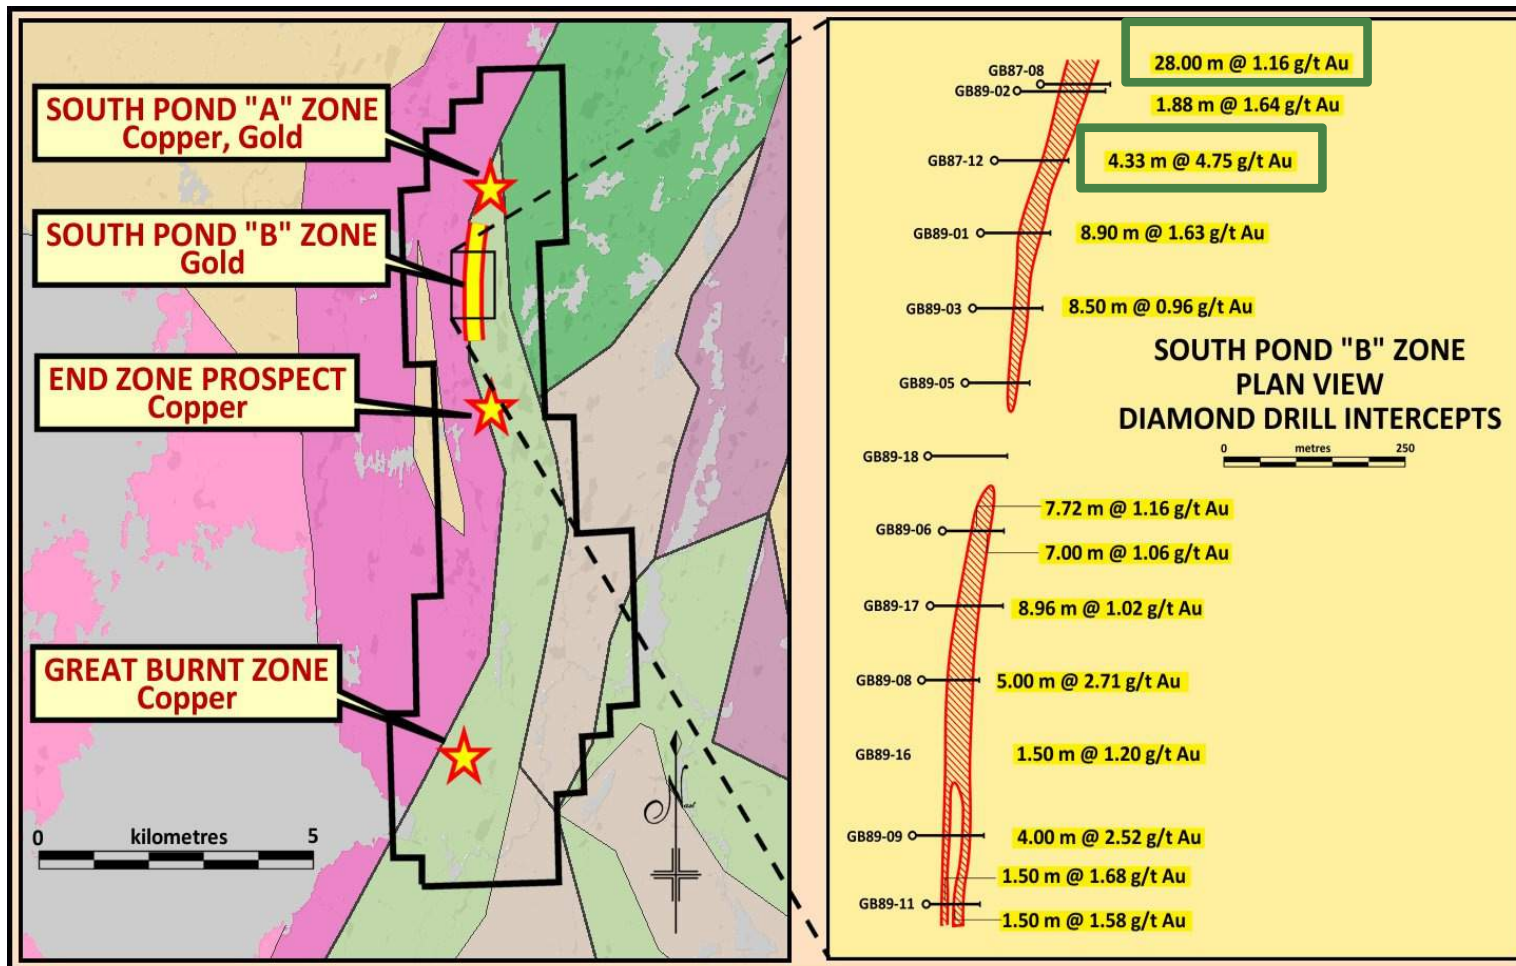 SOUTH POND "A" ZONE
Copper, Gold
SOUTH POND "B" ZONE
Gold
END ZONE PROSPECT
Copper
GREAT BURNT ZONE
Copper
0 kilometres 5
GB87-08
28.00 m @ 1.16 g/t Au
GB89-02
1.88 m @ 1.64 g/t Au
GB87-12
4.33 m @ 4.75 g/t Au
GB89-01
8.90 m @ 1.63 g/t Au
GB89-03
8.50 m @ 0.96 g/t Au
SOUTH POND "B" ZONE
PLAN VIEW
DIAMOND DRILL INTERCEPTS
0 metres 250
GB89-05
GB89-18
7.72 m @ 1.16 g/t Au
GB89-06
7.00 m @ 1.06 g/t Au
GB89-17
8.96 m @ 1.02 g/t Au
GB89-08
5.00 m @ 2.71 g/t Au
GB89-16
1.50 m @ 1.20 g/t Au
GB89-09
4.00 m @ 2.52 g/t Au
1.50 m @ 1.68 g/t Au
GB89-11
1.50 m @ 1.58 g/t Au